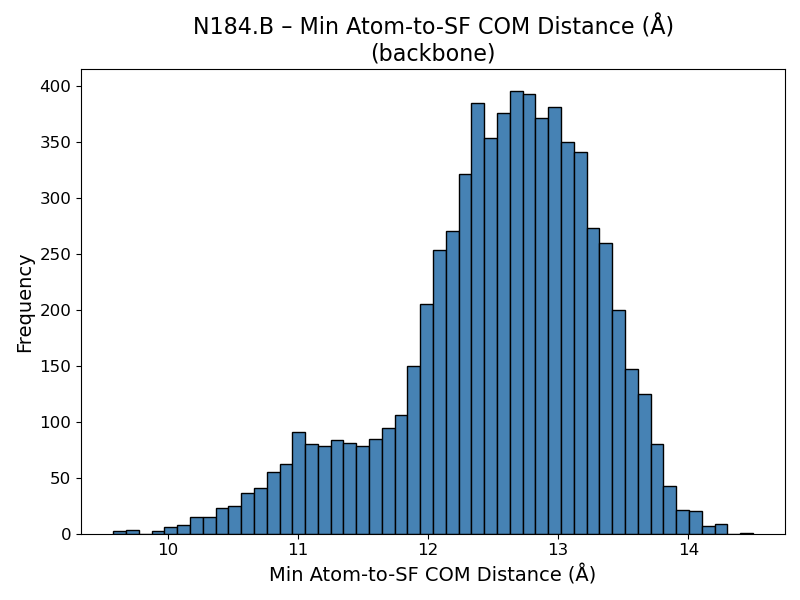 N184.B – Min Atom-to-SF COM Distance (Å)
(backbone)
400
350
300
250
200
150
100
50
0
Frequency
10 11 12 13 14
Min Atom-to-SF COM Distance (Å)